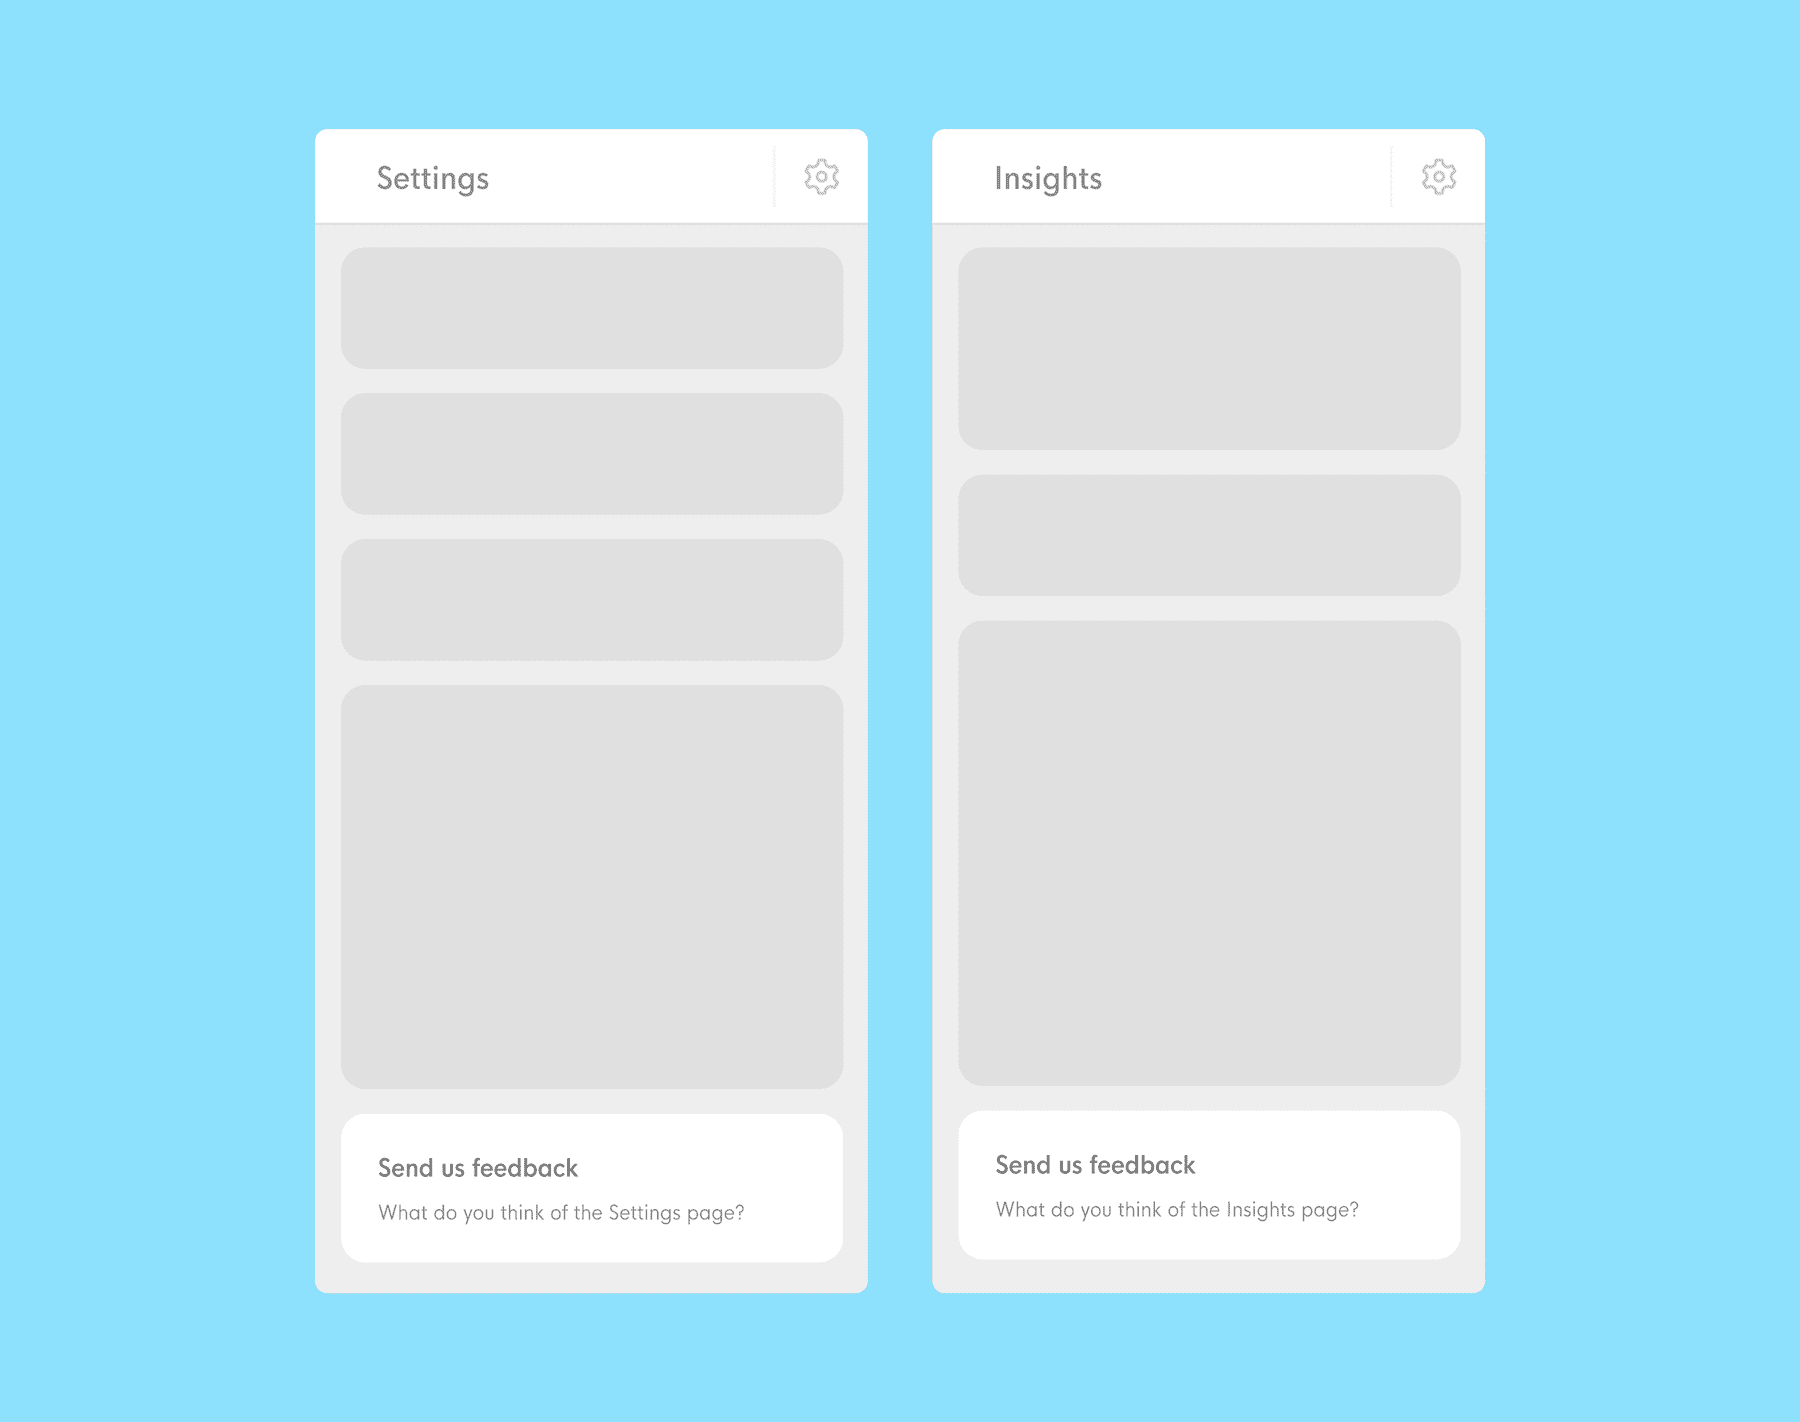 Settings
Send us feedback
What do you think of the Settings page?
Insights
Send us feedback
What do you think of the Insights page?